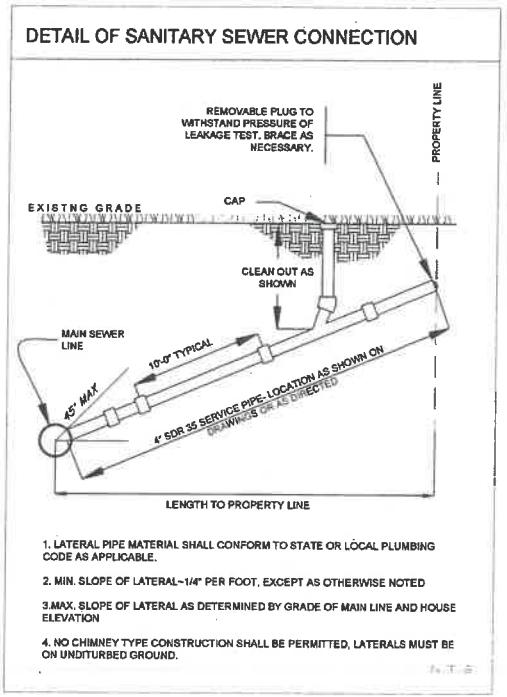 DETAIL OF SANITARY SEWER CONNECTION
REMOVABLE PLUG TO
WITHSTAND PRESSURE OF
LEAKAGE TEST. BRACE AS
NECESSARY.
PROPERTY LINE
EXISTNG GRADE
CAP
CLEAN OUT AS
SHOWN
MAIN SEWER
LINE
10'-0" TYPICAL
45° MAX
4" SDR 35 SERVICE PIPE- LOCATION AS SHOWN ON
DRAWINGS OR AS DIRECTED
LENGTH TO PROPERTY LINE
1. LATERAL PIPE MATERIAL SHALL CONFORM TO STATE OR LOCAL PLUMBING
CODE AS APPLICABLE.
2. MIN. SLOPE OF LATERAL~1/4" PER FOOT, EXCEPT AS OTHERWISE NOTED
3.MAX. SLOPE OF LATERAL AS DETERMINED BY GRADE OF MAIN LINE AND HOUSE
ELEVATION
4. NO CHIMNEY TYPE CONSTRUCTION SHALL BE PERMITTED, LATERALS MUST BE
ON UNDITURBED GROUND.
N.T.S